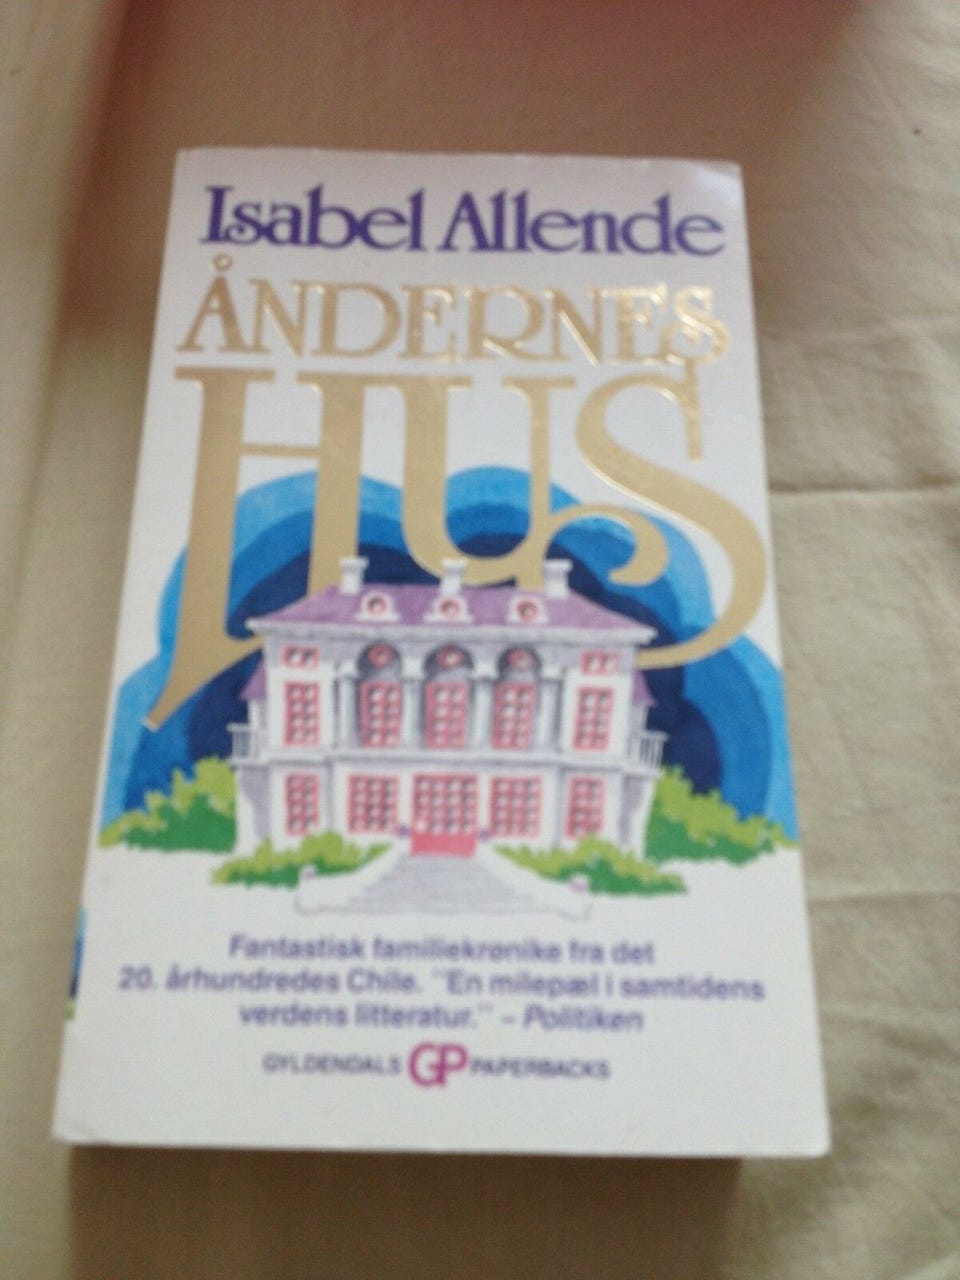 Isabel Allende
ÅNDERNES
HUS
Fantastisk familiekrønike fra det
20. århundredes Chile. "En milepæl i samtidens
verdens litteratur." – Politiken
GYLDENDALS GP PAPERBACKS